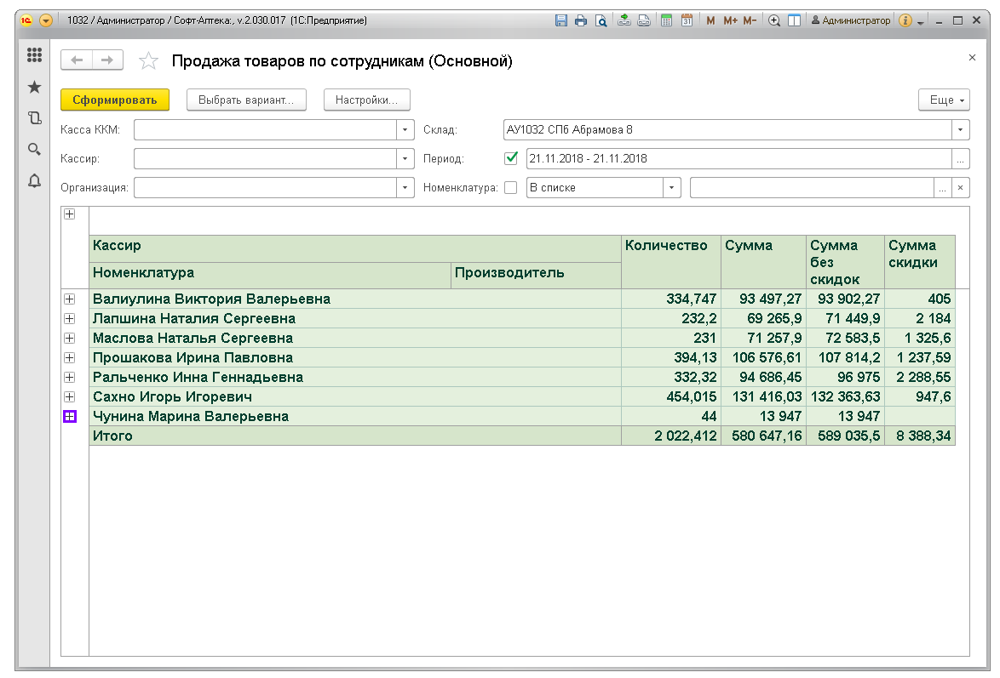 1032 / Администратор / Софт-Аптека:, v.2.030.017 (1С:Предприятие)
31 M M+ M- Администратор
Продажа товаров по сотрудникам (Основной)
Сформировать Выбрать вариант... Настройки... Еще
Касса ККМ: Склад: АУ1032 СПб Абрамова 8
Кассир: Период: 21.11.2018 - 21.11.2018 ...
Организация: Номенклатура: В списке ... ×
Кассир Количество Сумма Сумма без скидок Сумма скидки
Номенклатура Производитель
Валиулина Виктория Валерьевна 334,747 93 497,27 93 902,27 405
Лапшина Наталия Сергеевна 232,2 69 265,9 71 449,9 2 184
Маслова Наталья Сергеевна 231 71 257,9 72 583,5 1 325,6
Прошакова Ирина Павловна 394,13 106 576,61 107 814,2 1 237,59
Ральченко Инна Геннадьевна 332,32 94 686,45 96 975 2 288,55
Сахно Игорь Игоревич 454,015 131 416,03 132 363,63 947,6
Чунина Марина Валерьевна 44 13 947 13 947
Итого 2 022,412 580 647,16 589 035,5 8 388,34